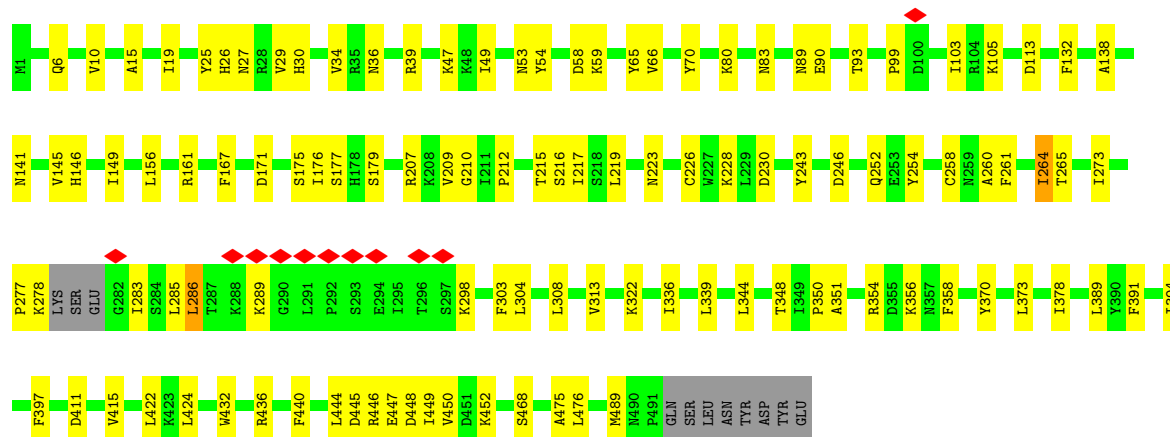 M1 Q6 V10 A15 I19 Y25 H26 N27 R28 V29 H30 V34 R35 N36 R39 K47 K48 I49 N53 Y54 D58 K59 Y65 V66 Y70 K80 N83 N89 E90 T93 P99 D100 I103 R104 K105 D113 F132 A138
N141 V145 H146 I149 L156 R161 F167 D171 S175 I176 S177 H178 S179 R207 K208 V209 G210 I211 P212 T215 S216 I217 S218 L219 N223 C226 W227 K228 L229 D230 Y243 D246 Q252 E253 Y254 C258 N259 A260 F261 I264 T265 I273
P277 K278 LYS SER GLU G282 I283 S284 L285 L286 T287 K288 K289 G290 L291 P292 S293 E294 I295 T296 S297 K298 F303 L304 L308 V313 K322 I336 L339 L344 T348 I349 P350 A351 R354 D355 K356 N357 F358 Y370 L373 I378 L389 Y390 F391
F397 D411 V415 L422 K423 L424 W432 R436 F440 L444 D445 R446 E447 D448 I449 V450 D451 K452 S468 A475 L476 M489 N490 P491 GLN SER LEU ASN TYR ASP TYR GLU